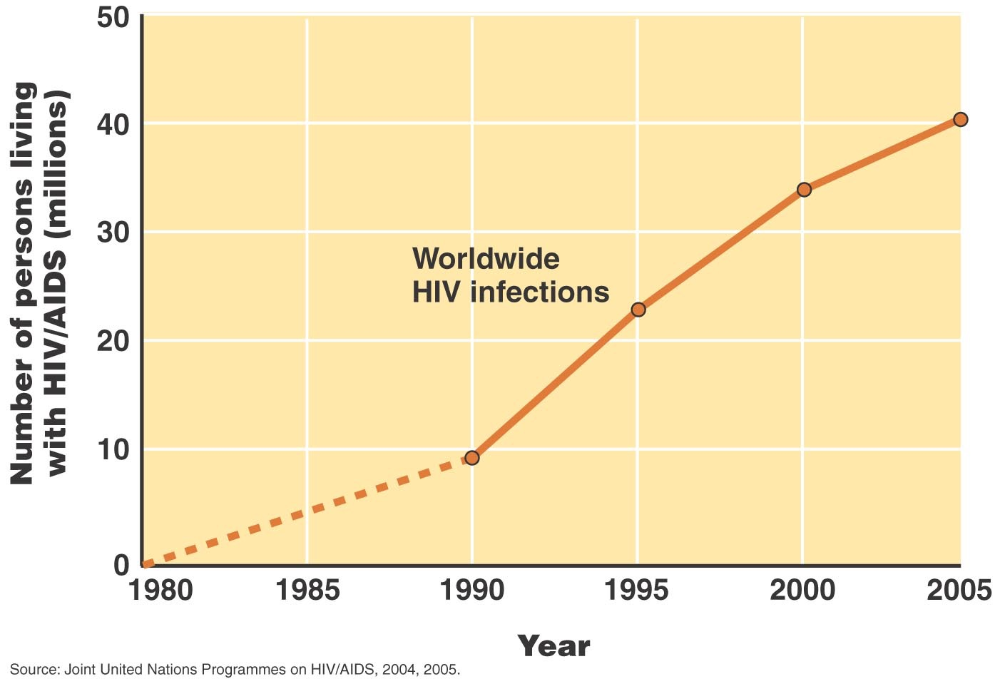 Number of persons living
with HIV/AIDS (millions)
50
40
30
20
10
0
Worldwide
HIV infections
1980 1985 1990 1995 2000 2005
Year
Source: Joint United Nations Programmes on HIV/AIDS, 2004, 2005.